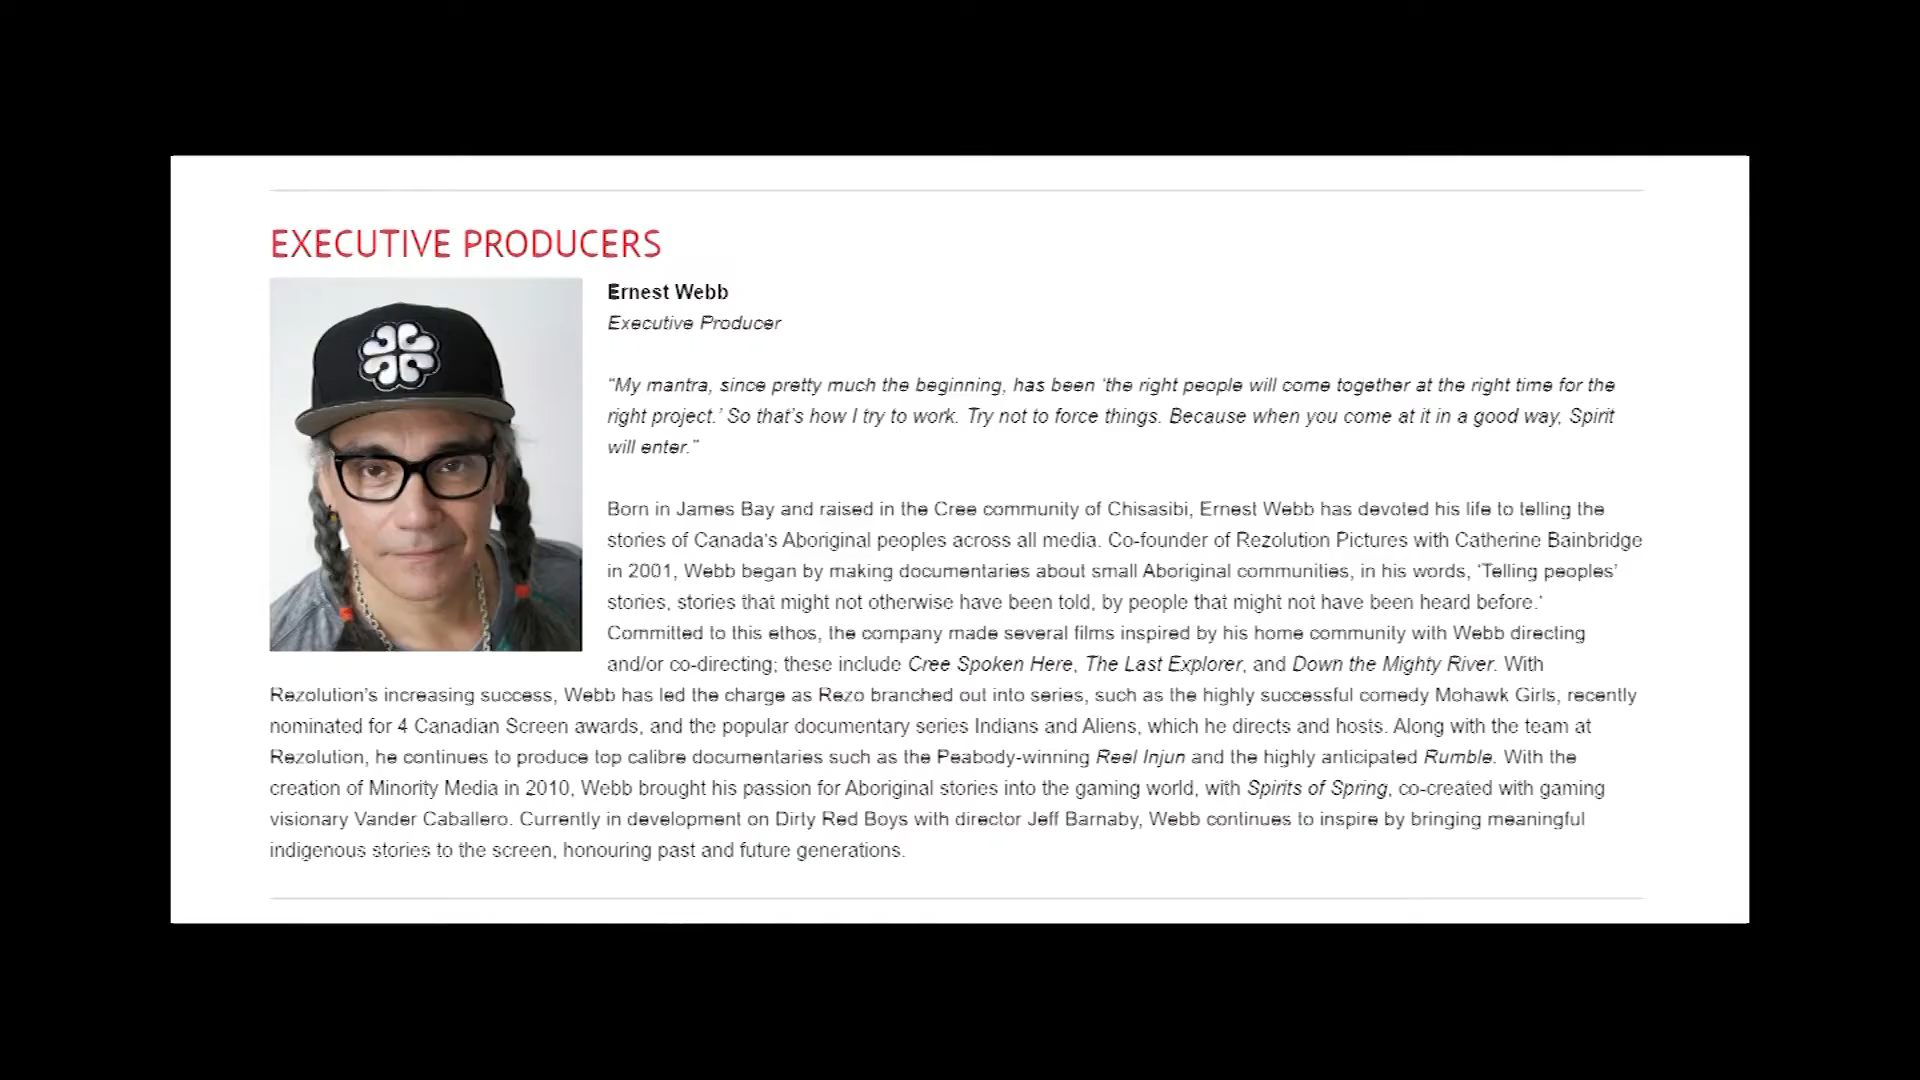 EXECUTIVE PRODUCERS
Ernest Webb
Executive Producer
“My mantra, since pretty much the beginning, has been ‘the right people will come together at the right time for the
right project.’ So that’s how I try to work. Try not to force things. Because when you come at it in a good way, Spirit
will enter.”
Born in James Bay and raised in the Cree community of Chisasibi, Ernest Webb has devoted his life to telling the
stories of Canada’s Aboriginal peoples across all media. Co-founder of Rezolution Pictures with Catherine Bainbridge
in 2001, Webb began by making documentaries about small Aboriginal communities, in his words, ‘Telling peoples’
stories, stories that might not otherwise have been told, by people that might not have been heard before.‘
Committed to this ethos, the company made several films inspired by his home community with Webb directing
and/or co-directing; these include Cree Spoken Here, The Last Explorer, and Down the Mighty River. With
Rezolution’s increasing success, Webb has led the charge as Rezo branched out into series, such as the highly successful comedy Mohawk Girls, recently
nominated for 4 Canadian Screen awards, and the popular documentary series Indians and Aliens, which he directs and hosts. Along with the team at
Rezolution, he continues to produce top calibre documentaries such as the Peabody-winning Reel Injun and the highly anticipated Rumble. With the
creation of Minority Media in 2010, Webb brought his passion for Aboriginal stories into the gaming world, with Spirits of Spring, co-created with gaming
visionary Vander Caballero. Currently in development on Dirty Red Boys with director Jeff Barnaby, Webb continues to inspire by bringing meaningful
indigenous stories to the screen, honouring past and future generations.